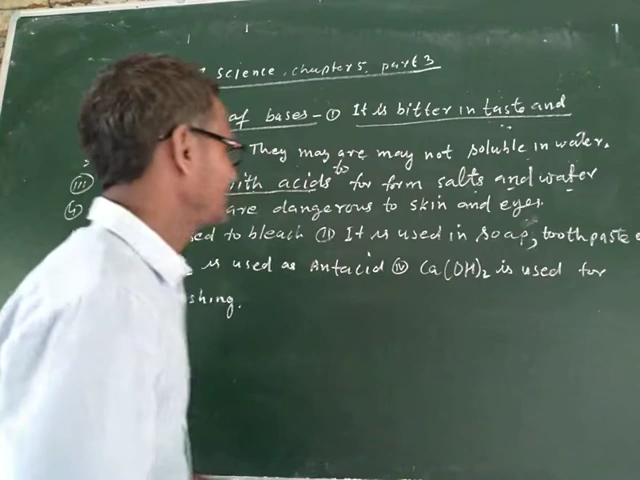 science. chapter 5. part 3
of bases - ① It is bitter in taste and
They may are may not soluble in water.
(iii) with acids to for form salts and water
are dangerous to skin and eyes.
used to bleach (ii) It is used in soap, toothpaste
is used as Antacid (iv) Ca(OH)₂ is used for
shing.